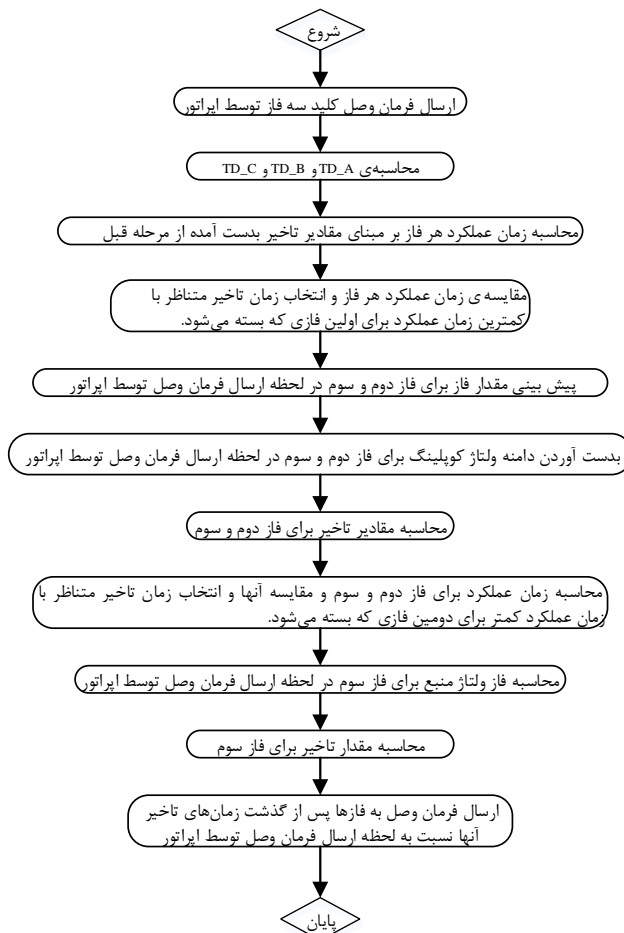 شروع
ارسال فرمان وصل کلید سه فاز توسط اپراتور
محاسبه‌ی TD_A و TD_B و TD_C
محاسبه زمان عملکرد هر فاز بر مبنای مقادیر تاخیر بدست آمده از مرحله قبل
مقایسه ی زمان عملکرد هر فاز و انتخاب زمان تاخیر متناظر با
کمترین زمان عملکرد برای اولین فازی که بسته می‌شود.
پیش بینی مقدار فاز برای فاز دوم و سوم در لحظه ارسال فرمان وصل توسط اپراتور
بدست آوردن دامنه ولتاژ کوپلینگ برای فاز دوم و سوم در لحظه ارسال فرمان وصل توسط اپراتور
محاسبه مقادیر تاخیر برای فاز دوم و سوم
محاسبه زمان عملکرد برای فاز دوم و سوم و مقایسه آنها و انتخاب زمان تاخیر متناظر با
زمان عملکرد کمتر برای دومین فازی که بسته می‌شود.
محاسبه فاز ولتاژ منبع برای فاز سوم در لحظه ارسال فرمان وصل توسط اپراتور
محاسبه مقدار تاخیر برای فاز سوم
ارسال فرمان وصل به فازها پس از گذشت زمان‌های تاخیر
آنها نسبت به لحظه ارسال فرمان وصل توسط اپراتور
پایان